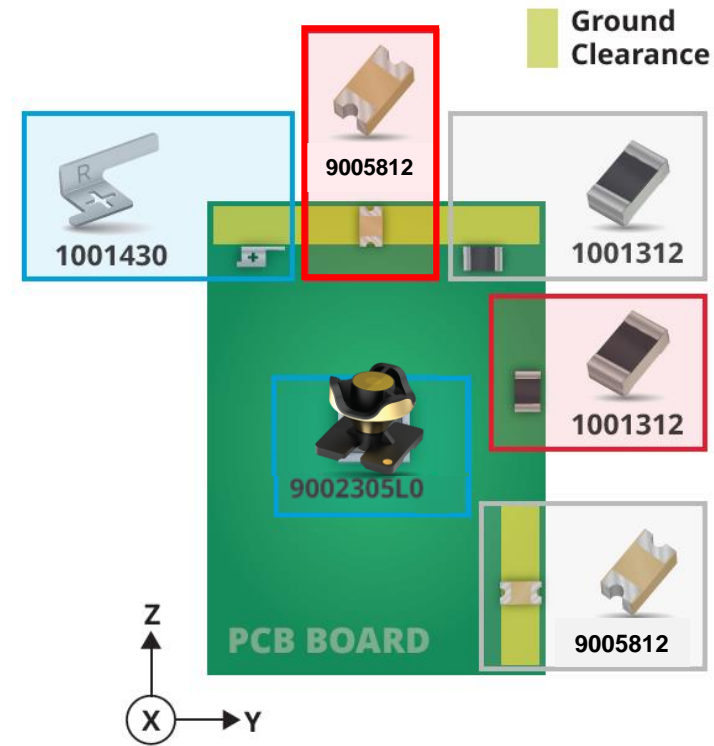 Ground
Clearance
9005812
R
1001430
1001312
1001312
9002305L0
PCB BOARD
9005812
Z
X
Y